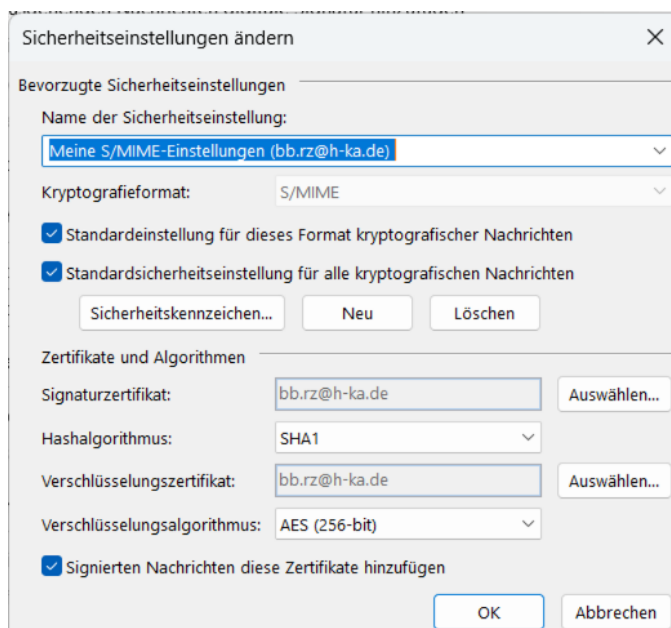 Sicherheitseinstellungen ändern
Bevorzugte Sicherheitseinstellungen
Name der Sicherheitseinstellung:
Meine S/MIME-Einstellungen (bb.rz@h-ka.de)
Kryptografieformat: S/MIME
Standardeinstellung für dieses Format kryptografischer Nachrichten
Standardsicherheitseinstellung für alle kryptografischen Nachrichten
Sicherheitskennzeichen... Neu Löschen
Zertifikate und Algorithmen
Signaturzertifikat: bb.rz@h-ka.de Auswählen...
Hashalgorithmus: SHA1
Verschlüsselungszertifikat: bb.rz@h-ka.de Auswählen...
Verschlüsselungsalgorithmus: AES (256-bit)
Signierten Nachrichten diese Zertifikate hinzufügen
OK Abbrechen